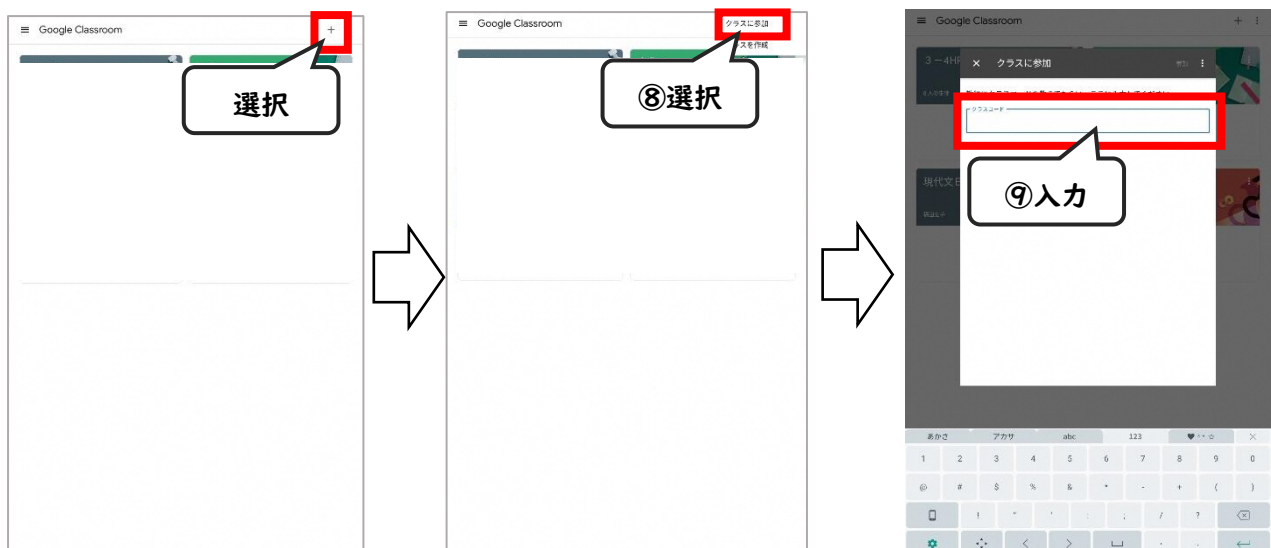 Google Classroom
+
選択
Google Classroom
クラスに参加
スを作成
⑧選択
Google Classroom
+
3-4HR
クラスに参加
参加
クラスコード
現代文B
⑨入力
あかさ アカサ abc 123 ♥^^☆ ×
1 2 3 4 5 6 7 8 9 0
@ # $ % & * - + ( )
! " ' : ; / ?
< >